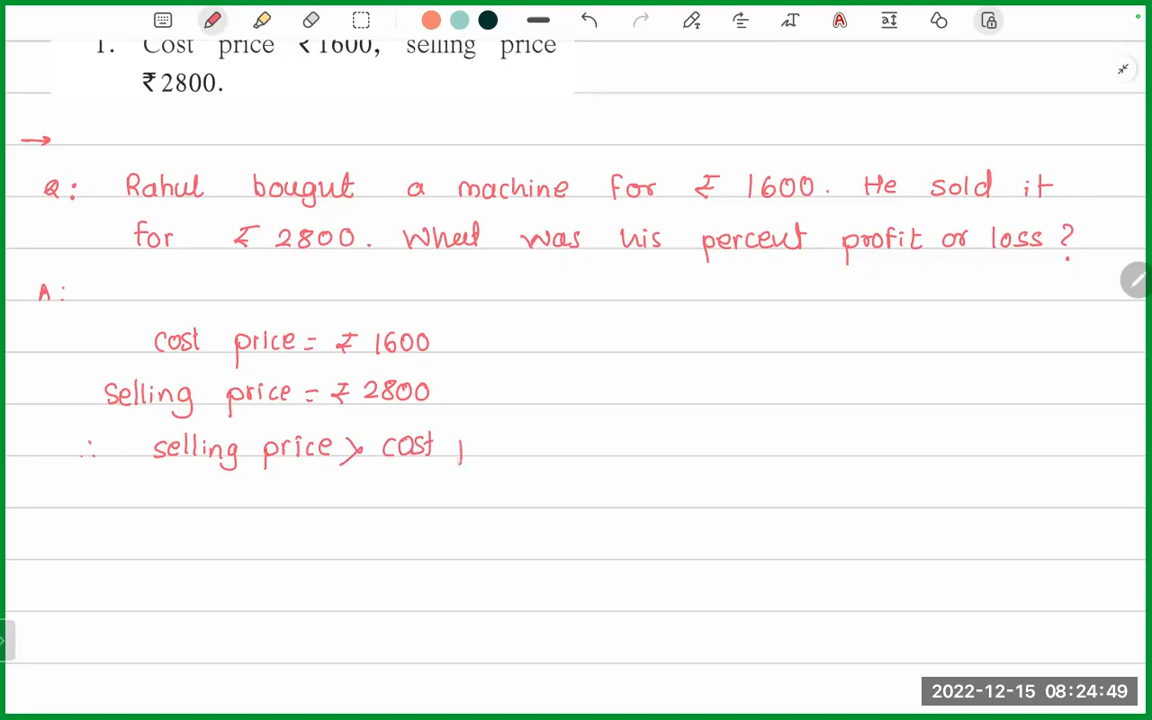 1. Cost price ₹1600, selling price
₹2800.
→
Q: Rahul bought a machine for ₹ 1600. He sold it
for ₹ 2800. What was his percent profit or loss?
A:
cost price = ₹ 1600
Selling price = ₹ 2800
∴ selling price > cost
2022-12-15 08:24:49